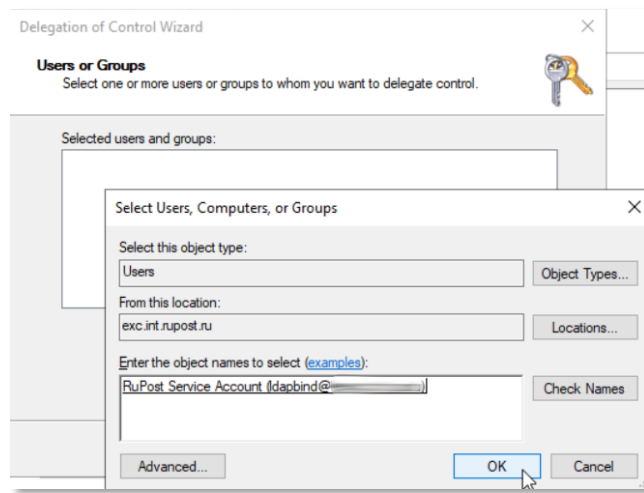 Delegation of Control Wizard
Users or Groups
Select one or more users or groups to whom you want to delegate control.
Selected users and groups:
Select Users, Computers, or Groups
Select this object type:
Users
Object Types...
From this location:
exc.int.rupost.ru
Locations...
Enter the object names to select (examples):
RuPost Service Account (ldapbind@
Check Names
Advanced...
OK
Cancel